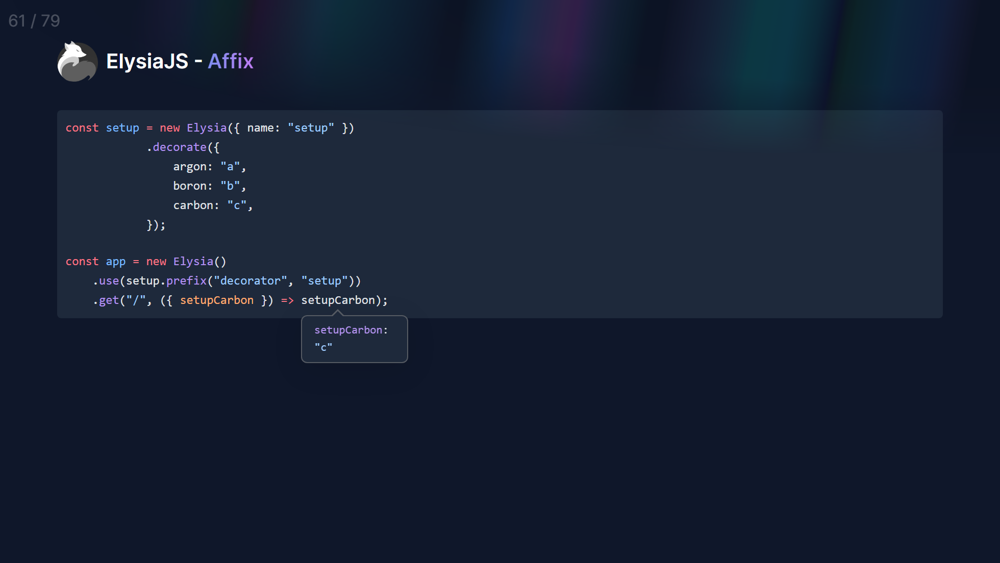 61 / 79
ElysiaJS - Affix
const setup = new Elysia({ name: "setup" })
            .decorate({
                argon: "a",
                boron: "b",
                carbon: "c",
            });
const app = new Elysia()
    .use(setup.prefix("decorator", "setup"))
    .get("/", ({ setupCarbon }) => setupCarbon);
setupCarbon:
"c"